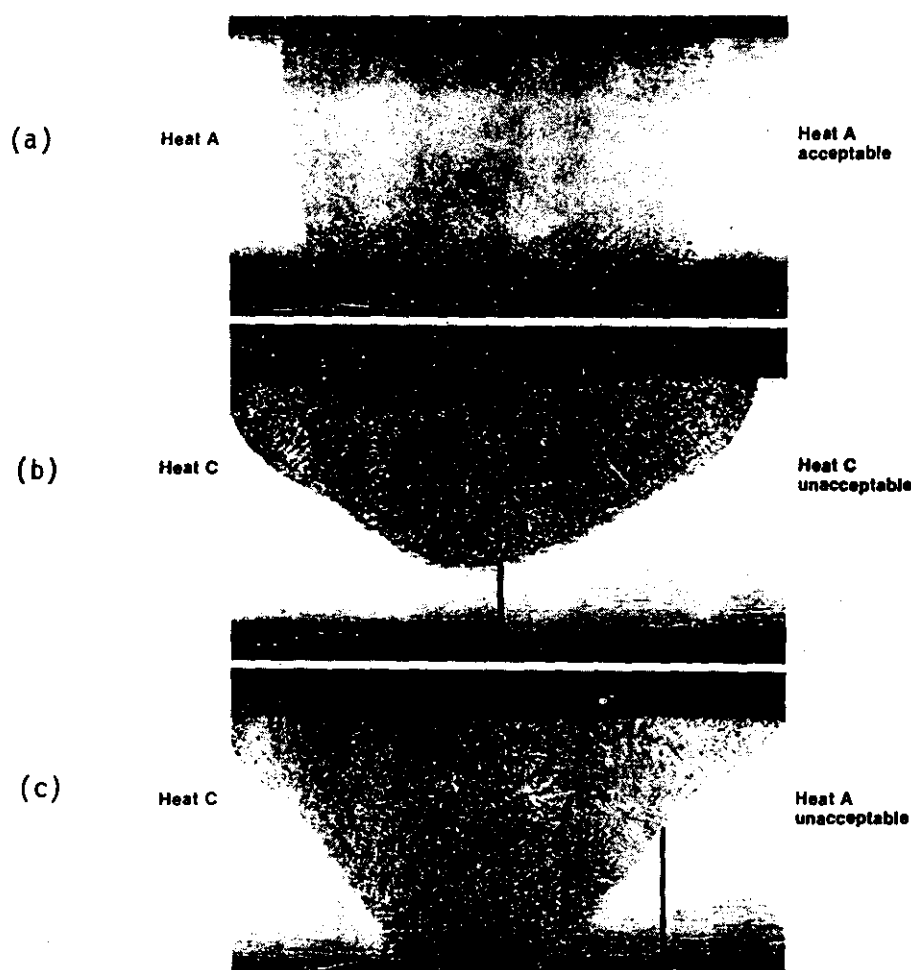 (a)
Heat A
Heat A
acceptable
(b)
Heat C
Heat C
unacceptable
(c)
Heat C
Heat A
unacceptable